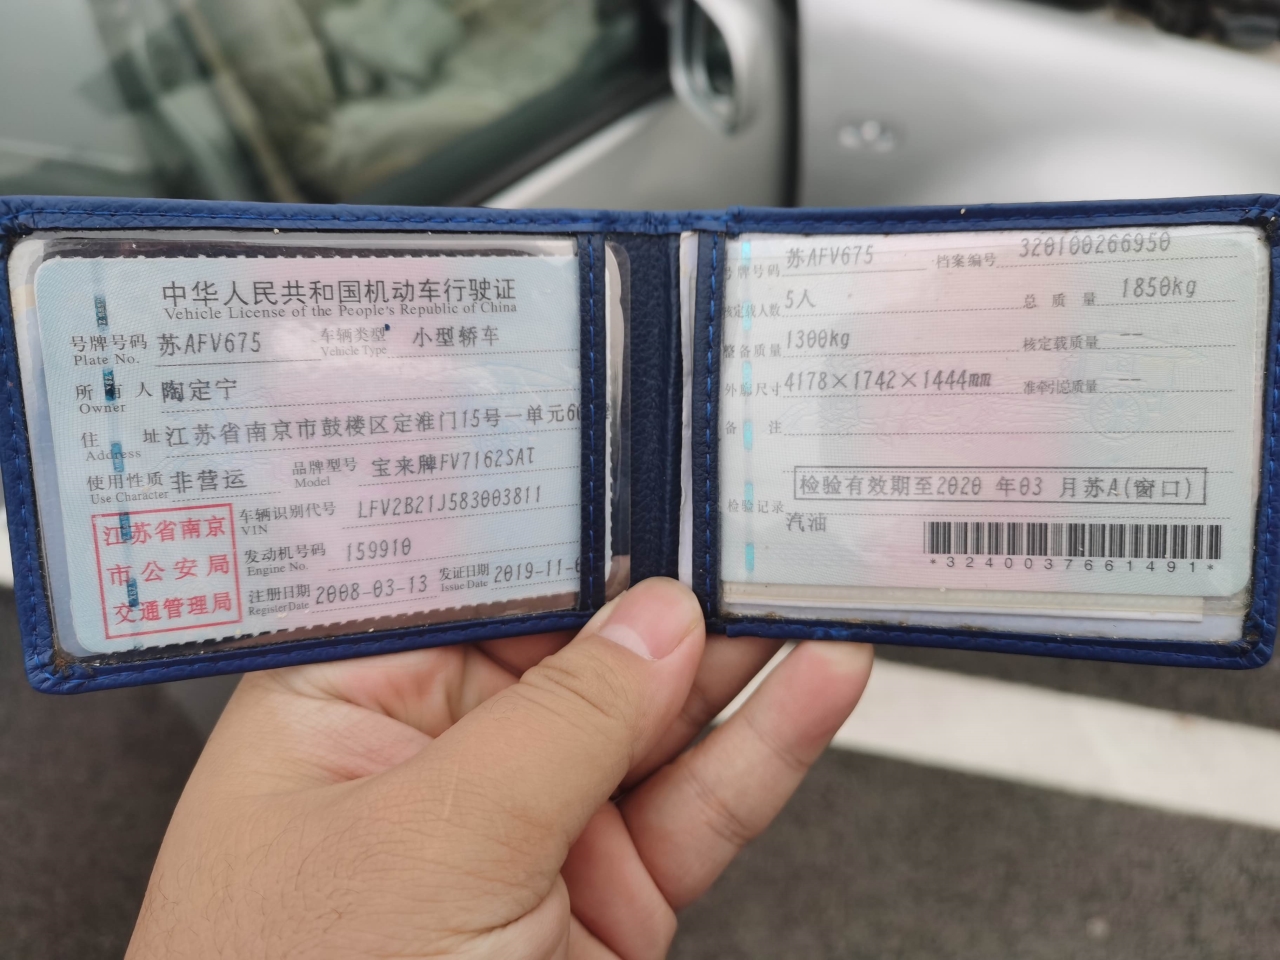 中华人民共和国机动车行驶证
Vehicle License of the People's Republic of China
号牌号码 苏AFV675 车辆类型 小型轿车
Plate No. Vehicle Type
所有人 陶定宁
Owner
住址 江苏省南京市鼓楼区定淮门15号一单元6
Address
使用性质 非营运 品牌型号 宝来牌FV7162SAT
Use Character Model
江苏省南京
市公安局
交通管理局
车辆识别代号 LFV2B21J583003811
VIN
发动机号码 159910
Engine No.
注册日期 2008-03-13 发证日期 2019-11-
Register Date Issue Date
号牌号码 苏AFV675 档案编号 320100266950
核定载人数 5人 总质量 1850kg
整备质量 1300kg 核定载质量 --
外廓尺寸 4178×1742×1444mm 准牵引总质量 --
备注
检验有效期至2020 年03 月苏A(窗口)
检验记录
汽油
*3240037661491*